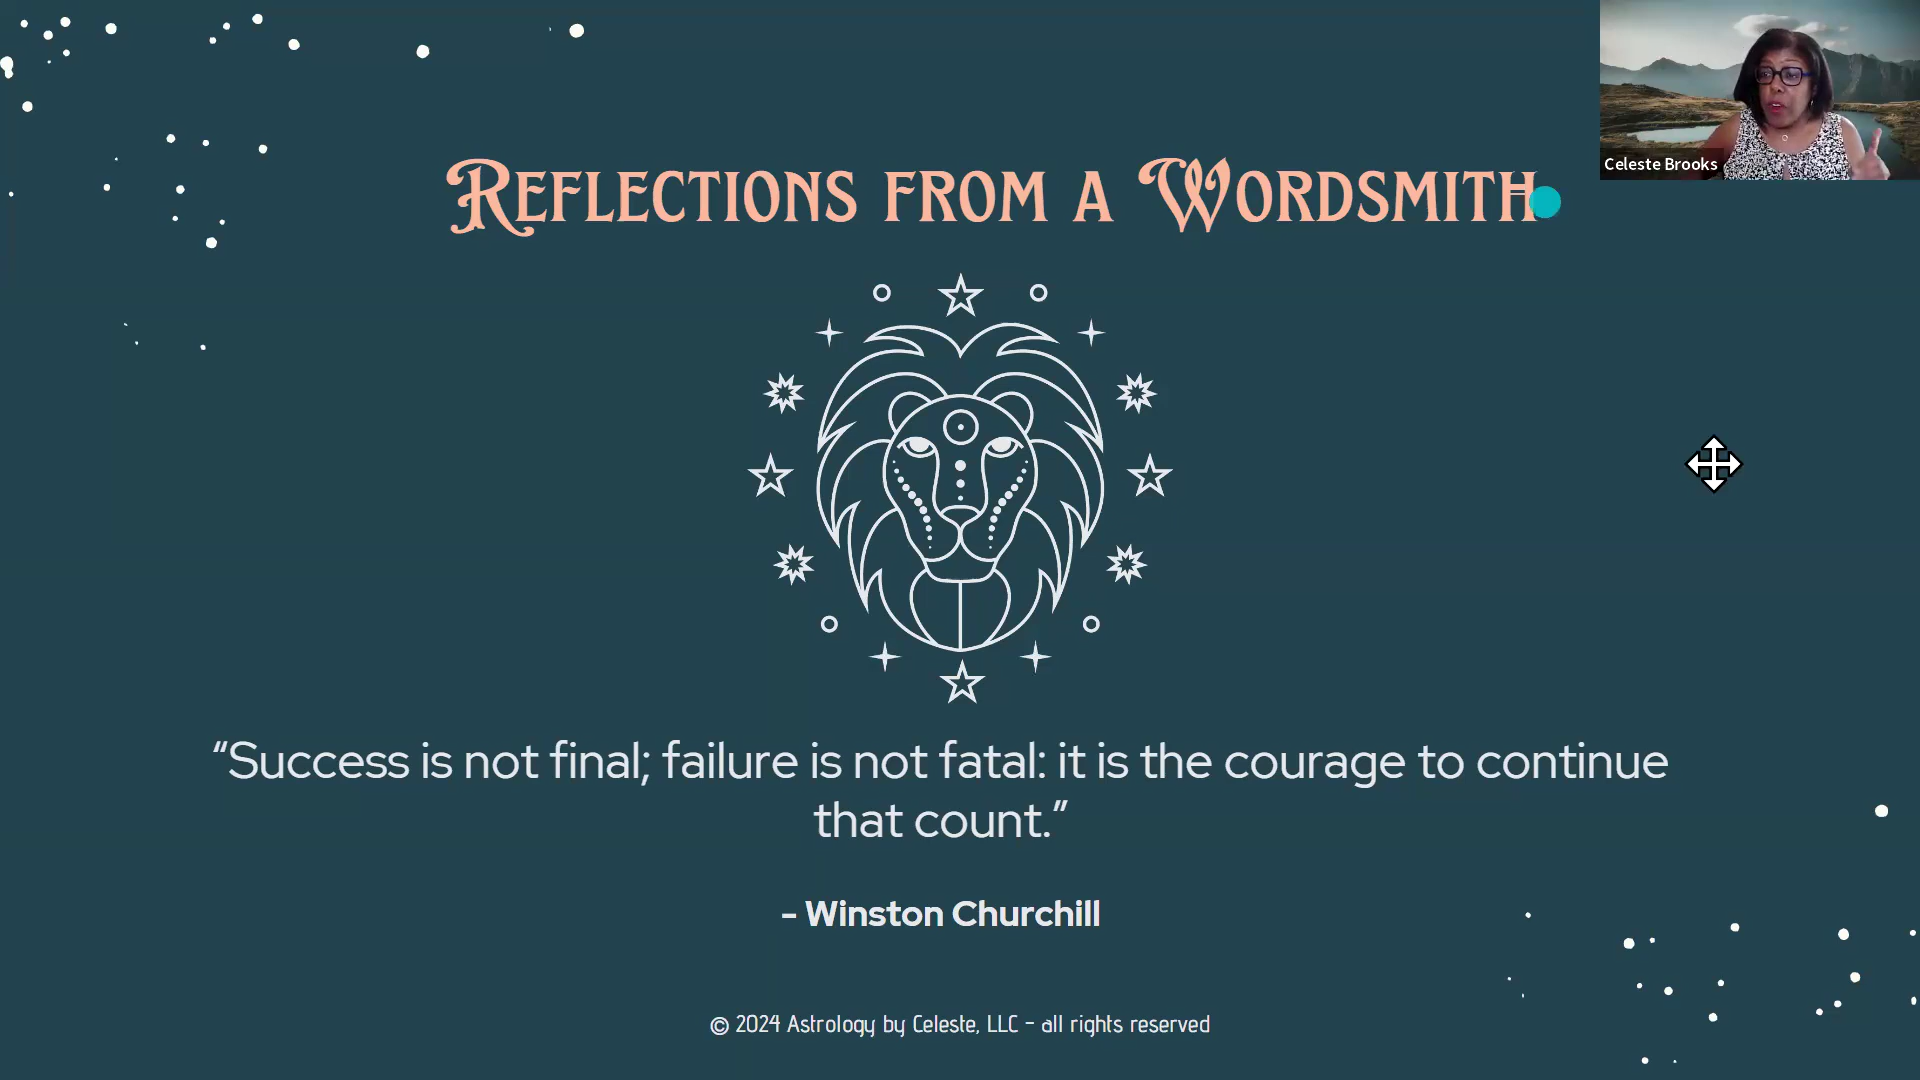 Reflections from a Wordsmith
Celeste Brooks
“Success is not final; failure is not fatal: it is the courage to continue
that count.”
- Winston Churchill
© 2024 Astrology by Celeste, LLC - all rights reserved